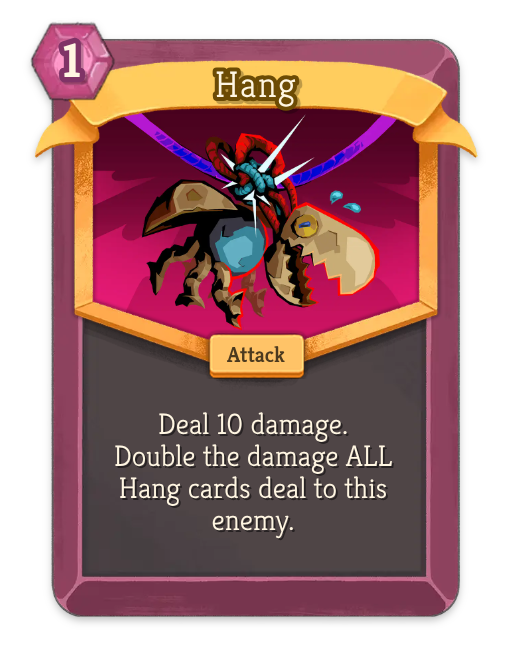 1
Hang
Attack
Deal 10 damage.
Double the damage ALL
Hang cards deal to this
enemy.